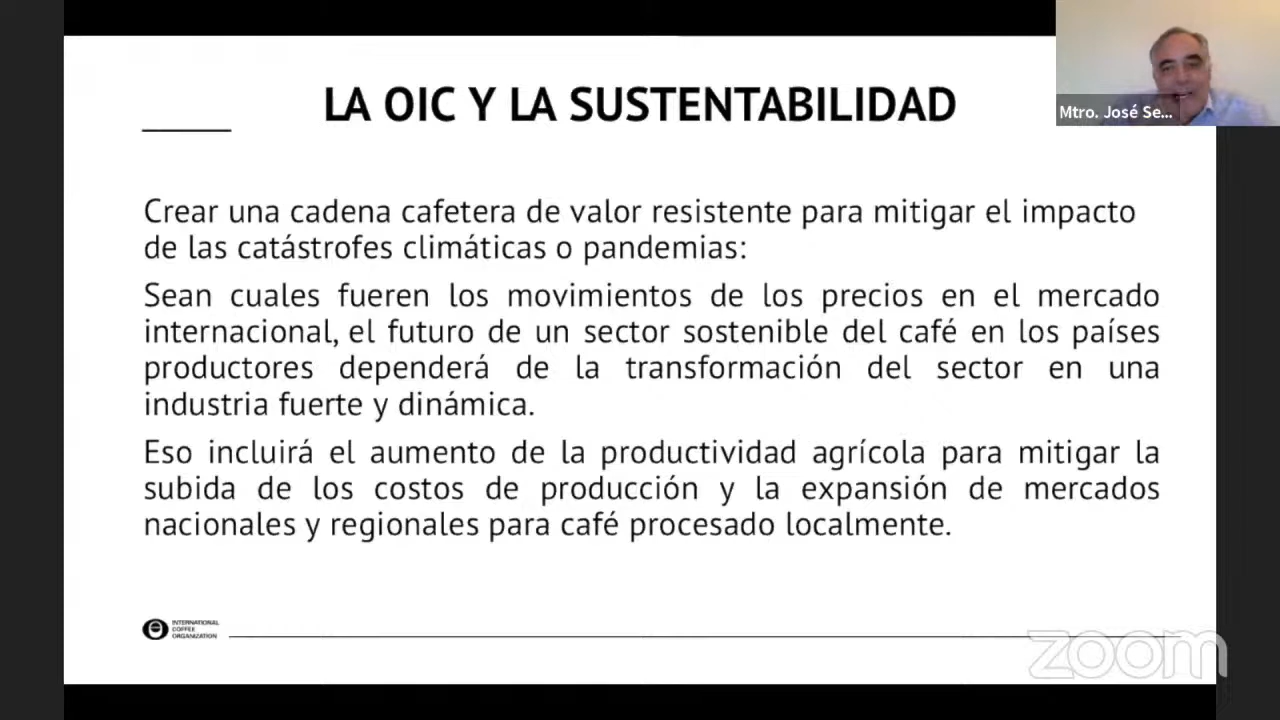 LA OIC Y LA SUSTENTABILIDAD
Mtro. José Se...
Crear una cadena cafetera de valor resistente para mitigar el impacto
de las catástrofes climáticas o pandemias:
Sean cuales fueren los movimientos de los precios en el mercado
internacional, el futuro de un sector sostenible del café en los países
productores dependerá de la transformación del sector en una
industria fuerte y dinámica.
Eso incluirá el aumento de la productividad agrícola para mitigar la
subida de los costos de producción y la expansión de mercados
nacionales y regionales para café procesado localmente.
INTERNATIONAL
COFFEE
ORGANIZATION
zoom